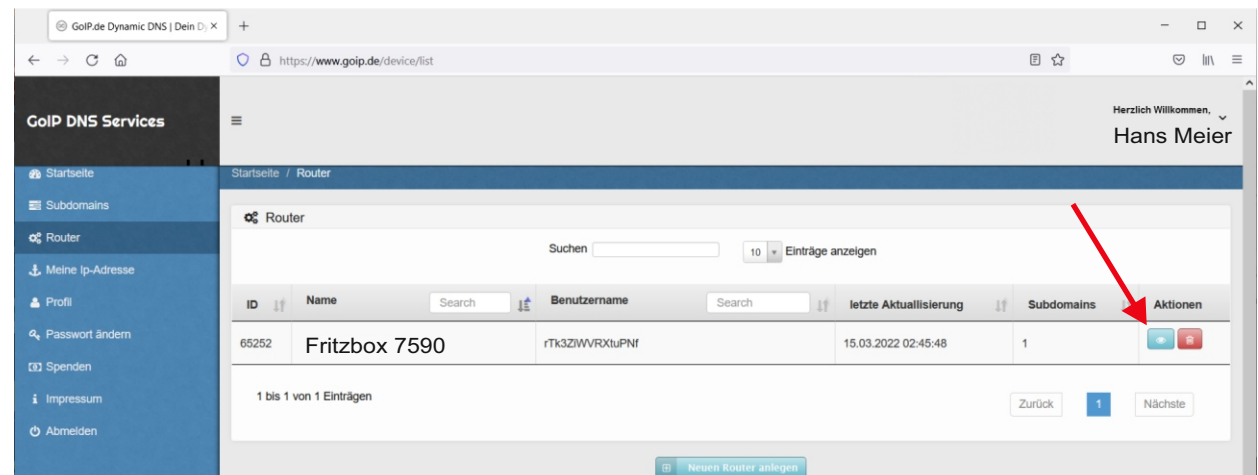 GoIP.de Dynamic DNS | Dein Dy
https://www.goip.de/device/list
GoIP DNS Services
Herzlich Willkommen,
Hans Meier
Startseite
Subdomains
Router
Meine Ip-Adresse
Profil
Passwort ändern
Spenden
Impressum
Abmelden
Startseite / Router
Router
Suchen 10 Einträge anzeigen
ID Name Search Benutzername Search letzte Aktuallisierung Subdomains Aktionen
65252 Fritzbox 7590 rTk3ZiWVRXtuPNf 15.03.2022 02:45:48 1
1 bis 1 von 1 Einträgen
Zurück 1 Nächste
Neuen Router anlegen